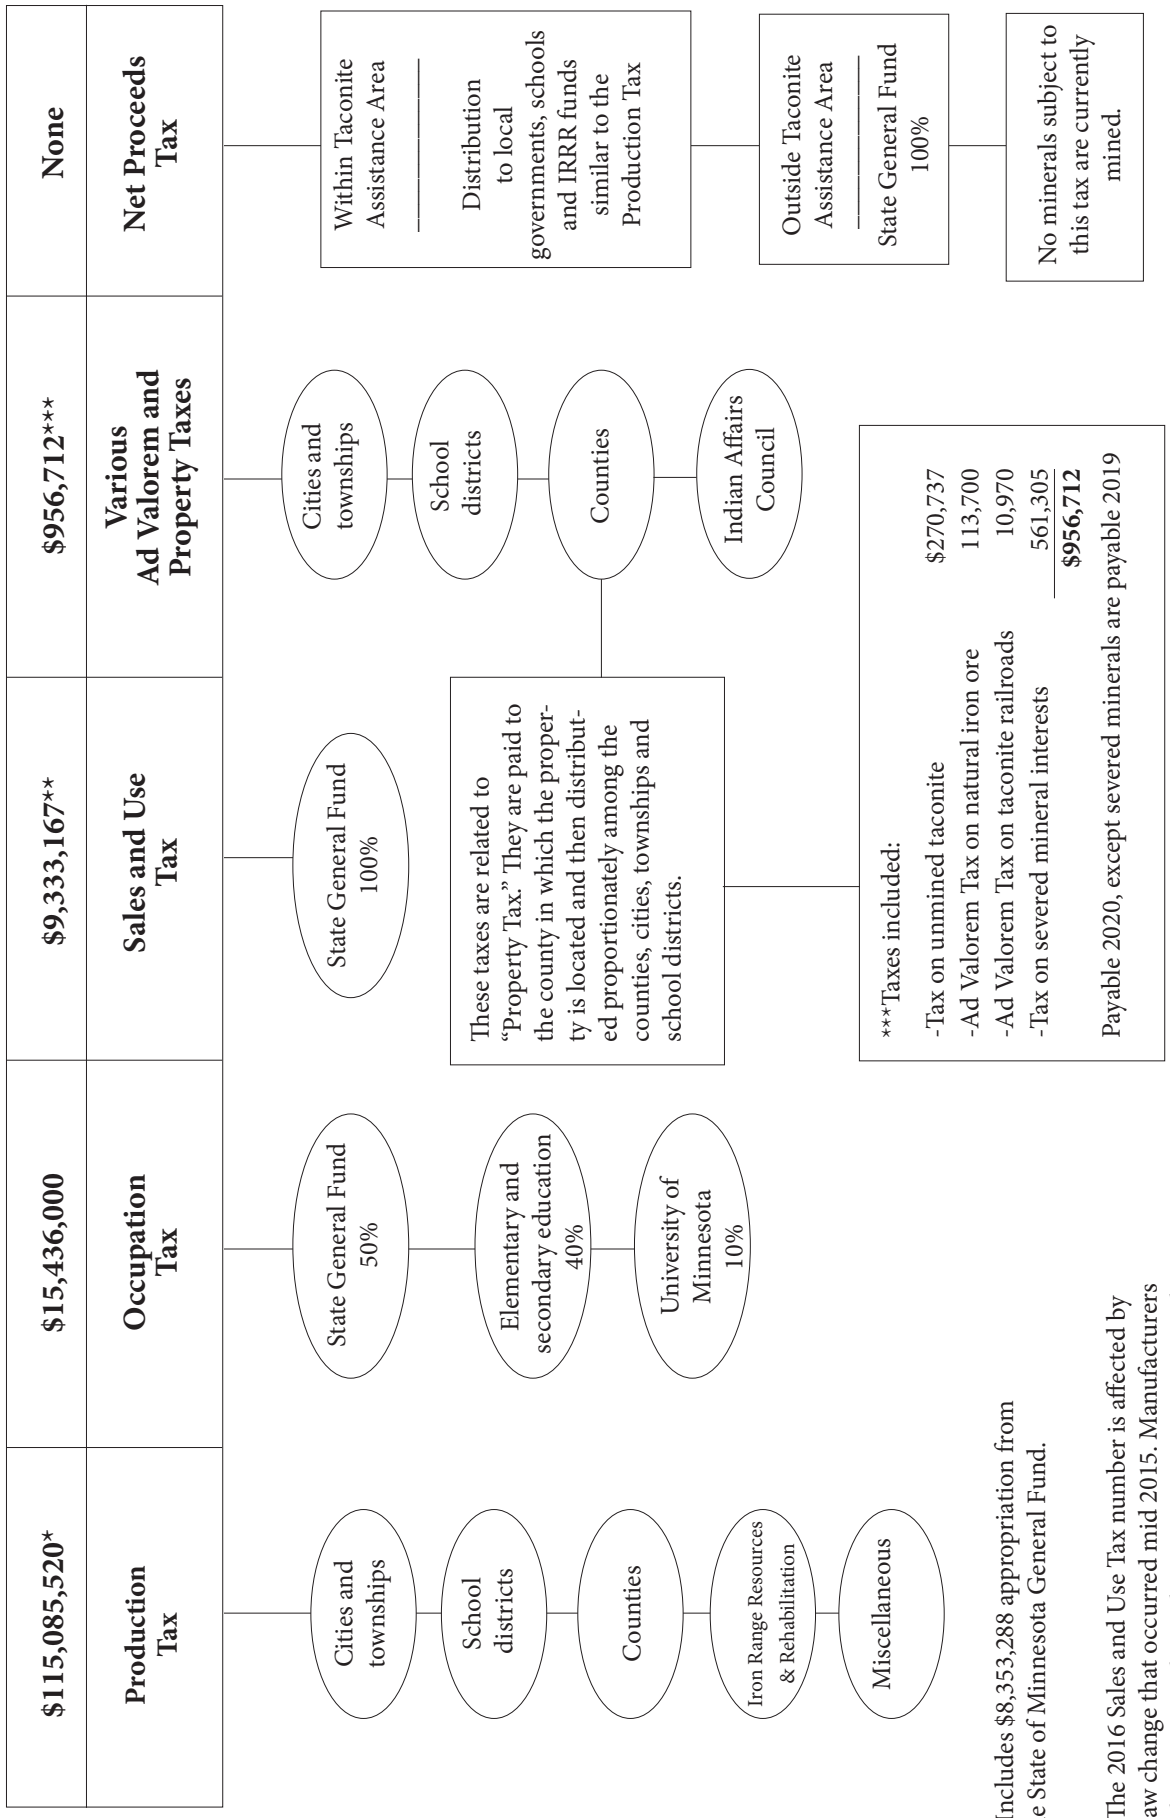 $115,085,520*
$15,436,000
$9,333,167**
$956,712***
None
Production
Tax
Occupation
Tax
Sales and Use
Tax
Various
Ad Valorem and
Property Taxes
Net Proceeds
Tax
Cities and
townships
School
districts
Counties
Iron Range Resources
& Rehabilitation
Miscellaneous
State General Fund
50%
Elementary and
secondary education
40%
University of
Minnesota
10%
State General Fund
100%
These taxes are related to
“Property Tax.” They are paid to
the county in which the proper-
ty is located and then distribut-
ed proportionately among the
counties, cities, townships and
school districts.
Cities and
townships
School
districts
Counties
Indian Affairs
Council
Within Taconite
Assistance Area
Distribution
to local
governments, schools
and IRRR funds
similar to the
Production Tax
Outside Taconite
Assistance Area
State General Fund
100%
No minerals subject to
this tax are currently
mined.
***Taxes included:
-Tax on unmined taconite $270,737
-Ad Valorem Tax on natural iron ore 113,700
-Ad Valorem Tax on taconite railroads 10,970
-Tax on severed mineral interests 561,305
$956,712
Payable 2020, except severed minerals are payable 2019
Includes $8,353,288 appropriation from
e State of Minnesota General Fund.
The 2016 Sales and Use Tax number is affected by
aw change that occurred mid 2015. Manufacturers